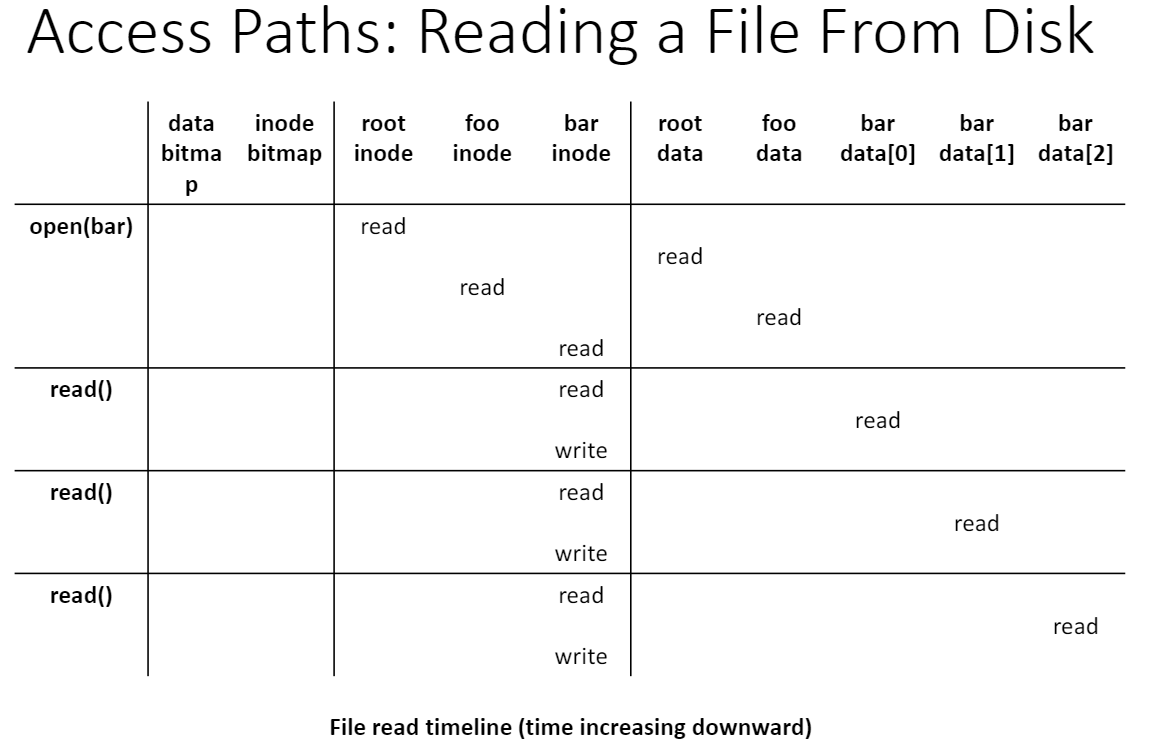 Access Paths: Reading a File From Disk
data inode root foo bar root foo bar bar bar
bitma bitmap inode inode inode data data data[0] data[1] data[2]
p
open(bar) read
read
read
read
read
read() read
read
write
read() read
read
write
read() read
read
write
File read timeline (time increasing downward)